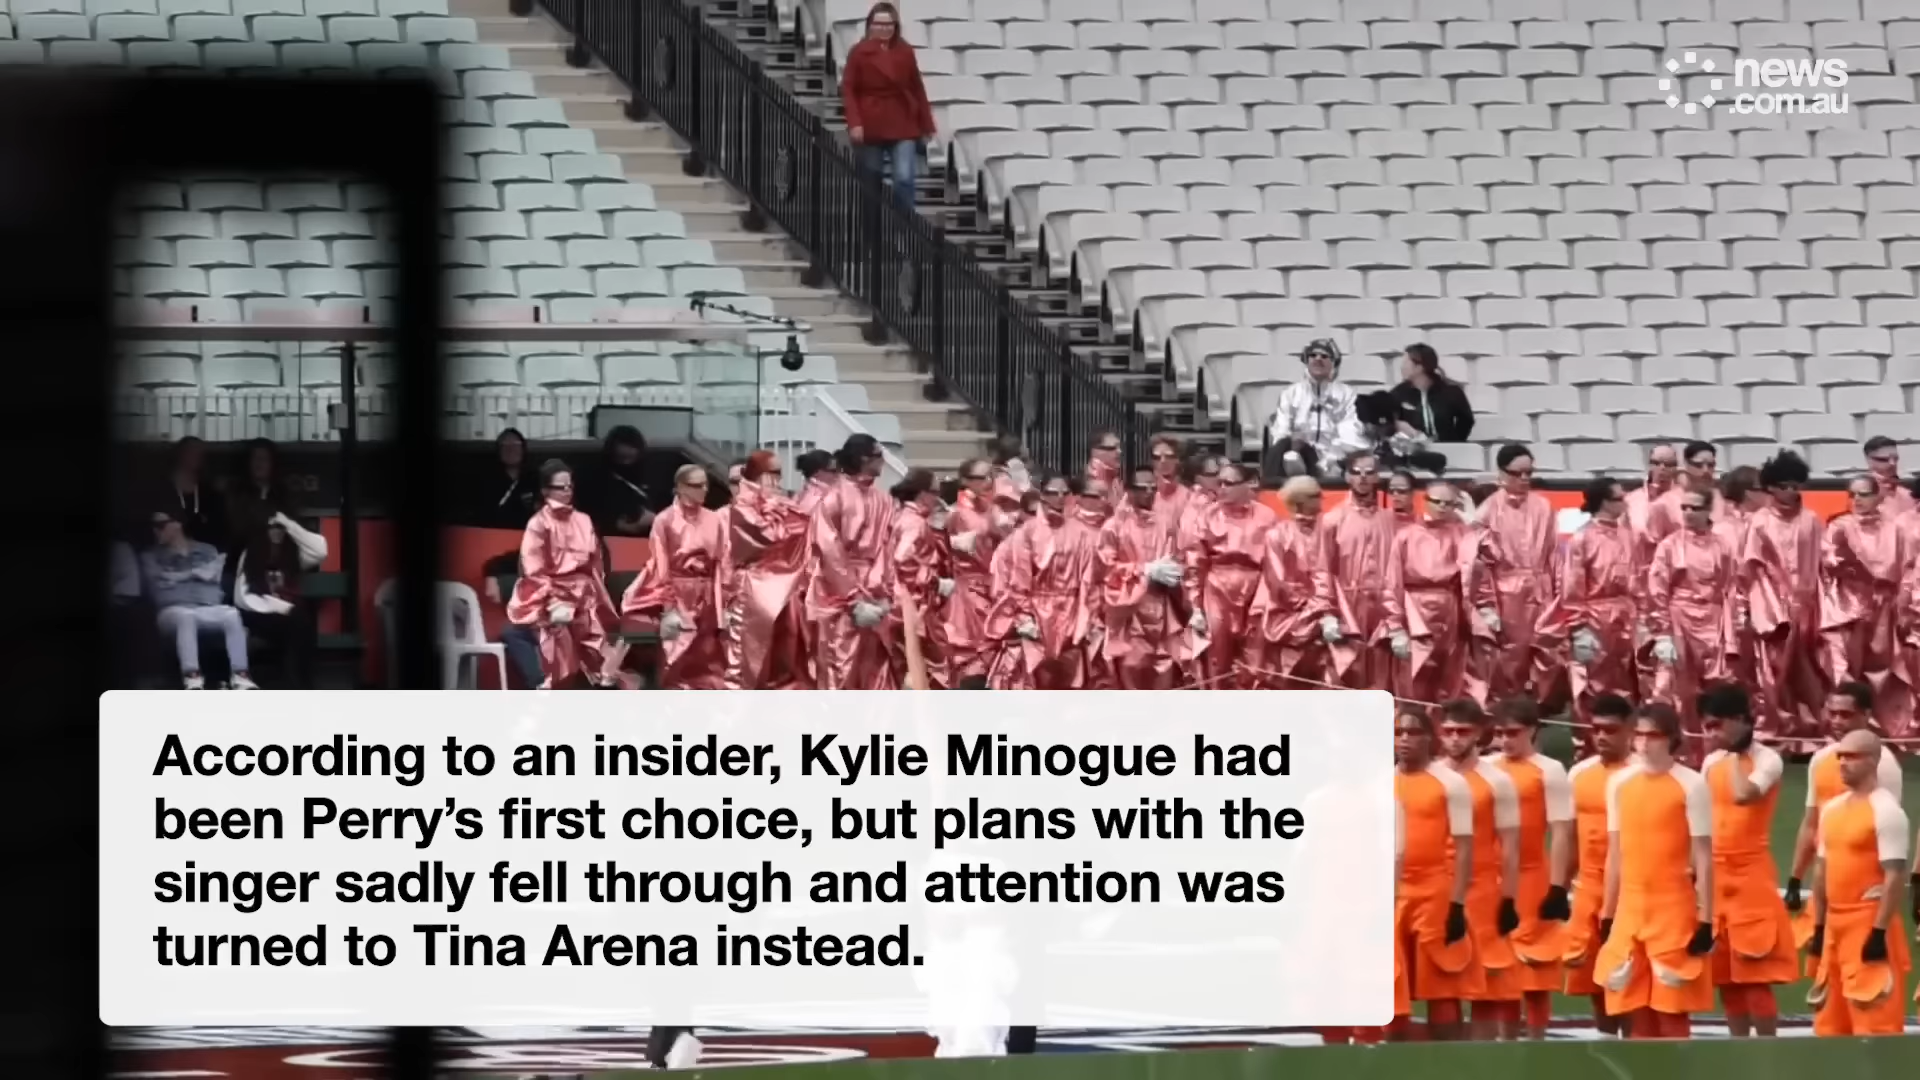 news
.com.au
According to an insider, Kylie Minogue had
been Perry’s first choice, but plans with the
singer sadly fell through and attention was
turned to Tina Arena instead.